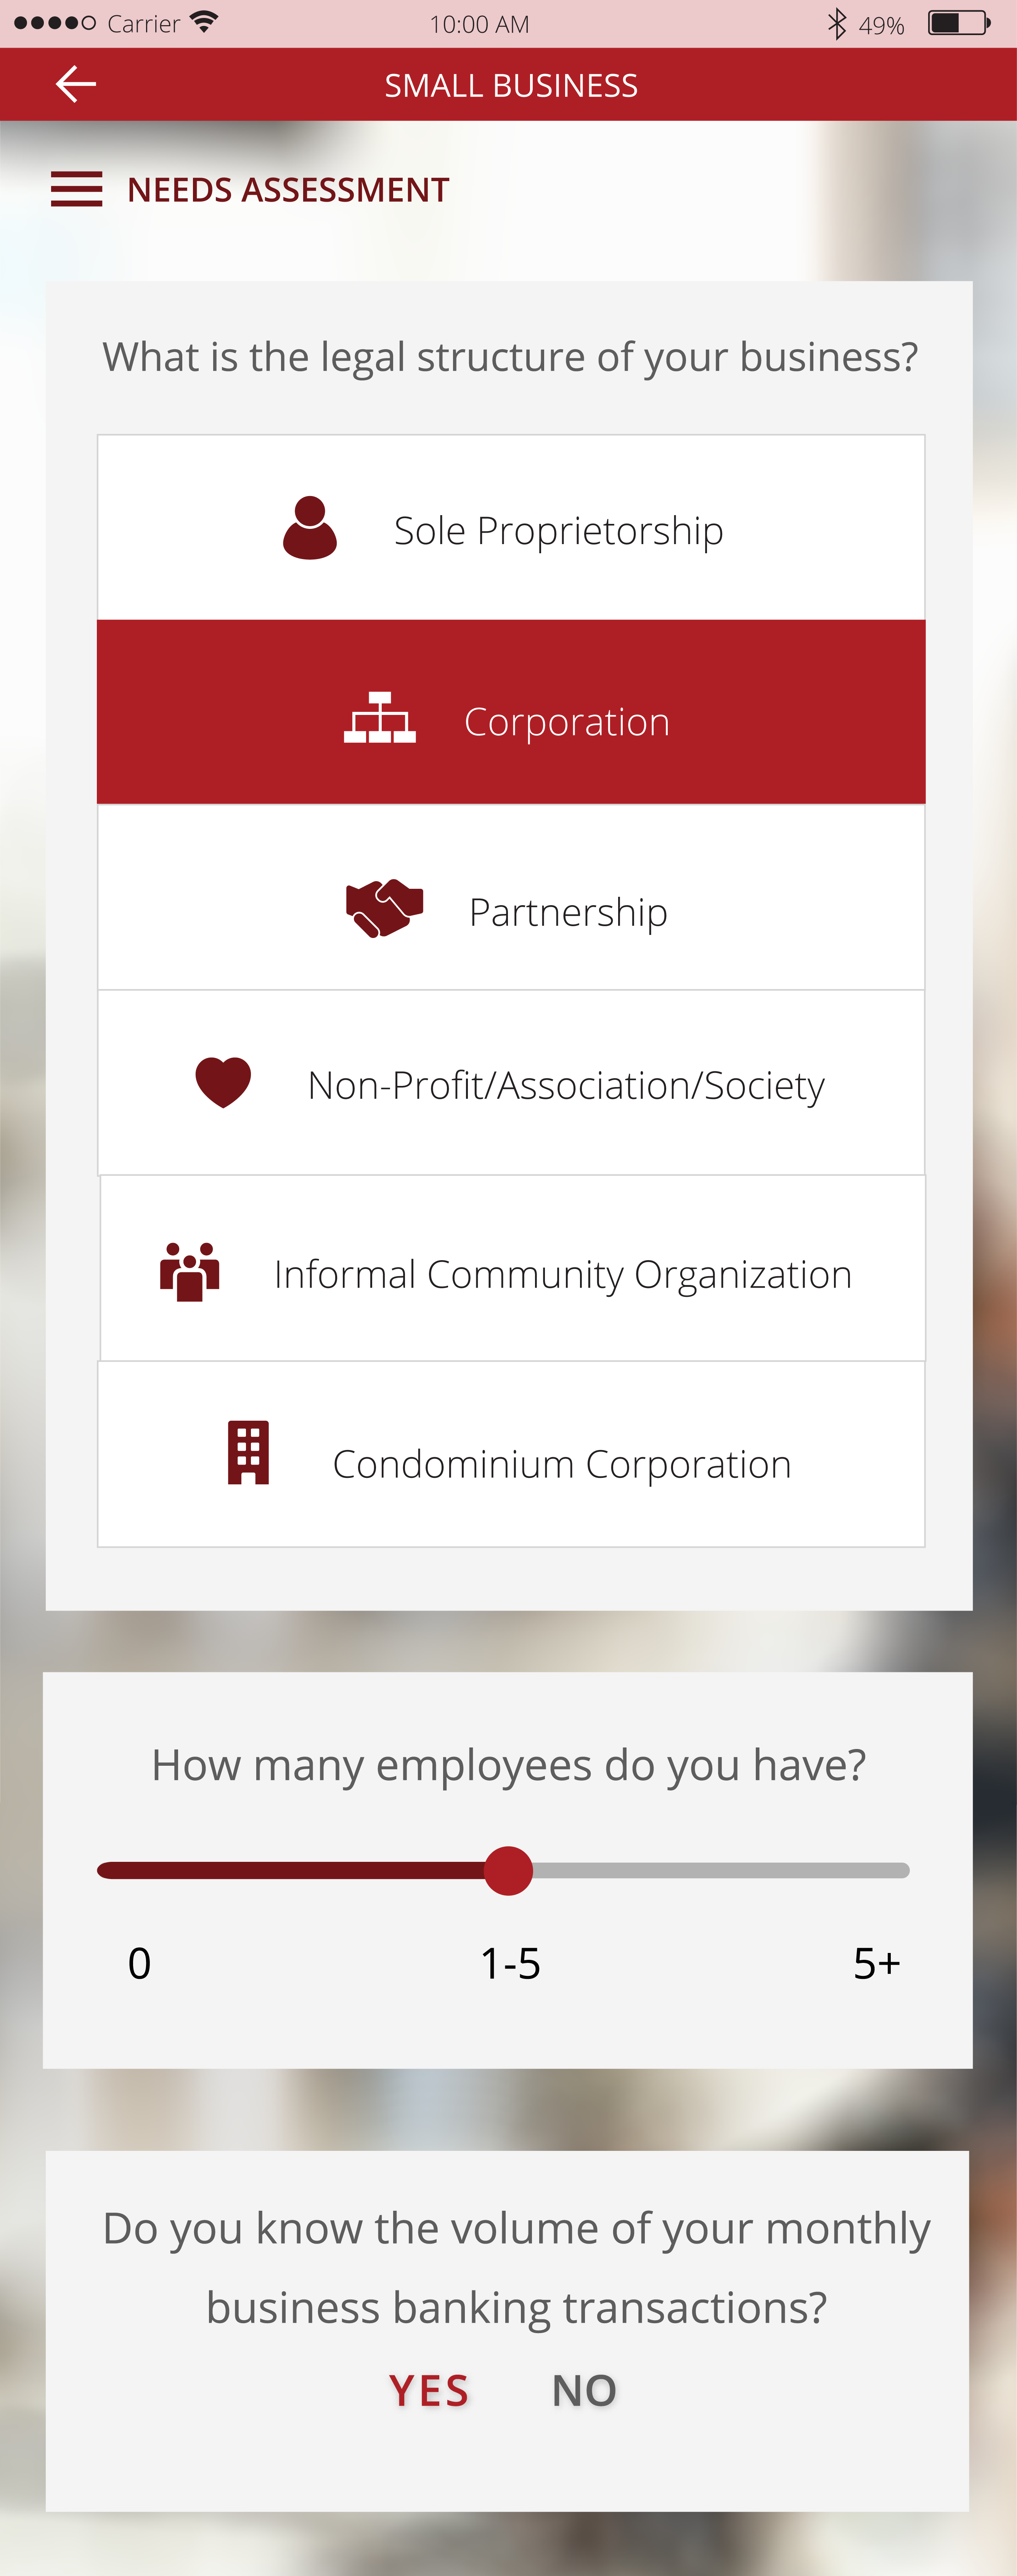 Carrier 10:00 AM 49%
SMALL BUSINESS
NEEDS ASSESSMENT
What is the legal structure of your business?
Sole Proprietorship
Corporation
Partnership
Non-Profit/Association/Society
Informal Community Organization
Condominium Corporation
How many employees do you have?
0 1-5 5+
Do you know the volume of your monthly
business banking transactions?
YES NO